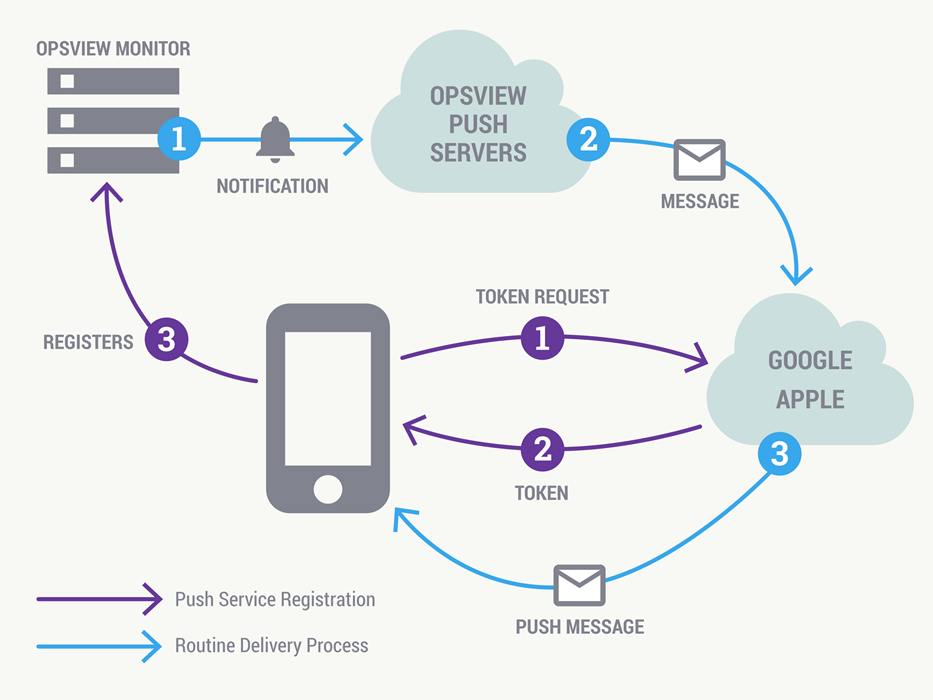 OPSVIEW MONITOR
1
NOTIFICATION
OPSVIEW
PUSH
SERVERS
2
MESSAGE
REGISTERS
3
TOKEN REQUEST
1
2
TOKEN
GOOGLE
APPLE
3
PUSH MESSAGE
Push Service Registration
Routine Delivery Process